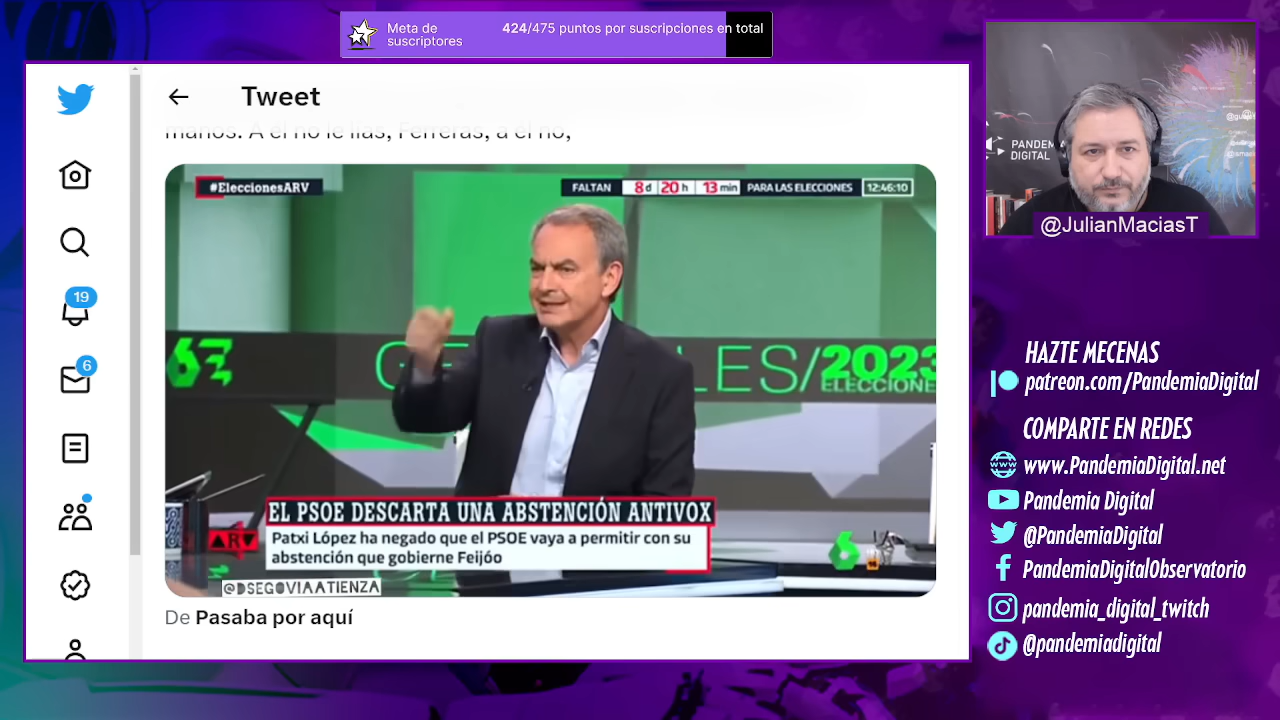 Meta de
suscriptores
424/475 puntos por suscripciones en total
Tweet
manos. A él no le lías, Ferreras, a él no,
19
6
#EleccionesARV
FALTAN 8 d 20 h 13 min PARA LAS ELECCIONES 12:46:10
GE LES/2023
ELECCIONE
EL PSOE DESCARTA UNA ABSTENCIÓN ANTIVOX
ARV
Patxi López ha negado que el PSOE vaya a permitir con su
abstención que gobierne Feijóo
6
@DSEGOVIAATIENZA
De Pasaba por aquí
PANDEM
DIGITAL
@JulianMaciasT
HAZTE MECENAS
patreon.com/PandemiaDigital
COMPARTE EN REDES
www.PandemiaDigital.net
Pandemia Digital
@PandemiaDigital
PandemiaDigitalObservatorio
pandemia_digital_twitch
@pandemiadigital